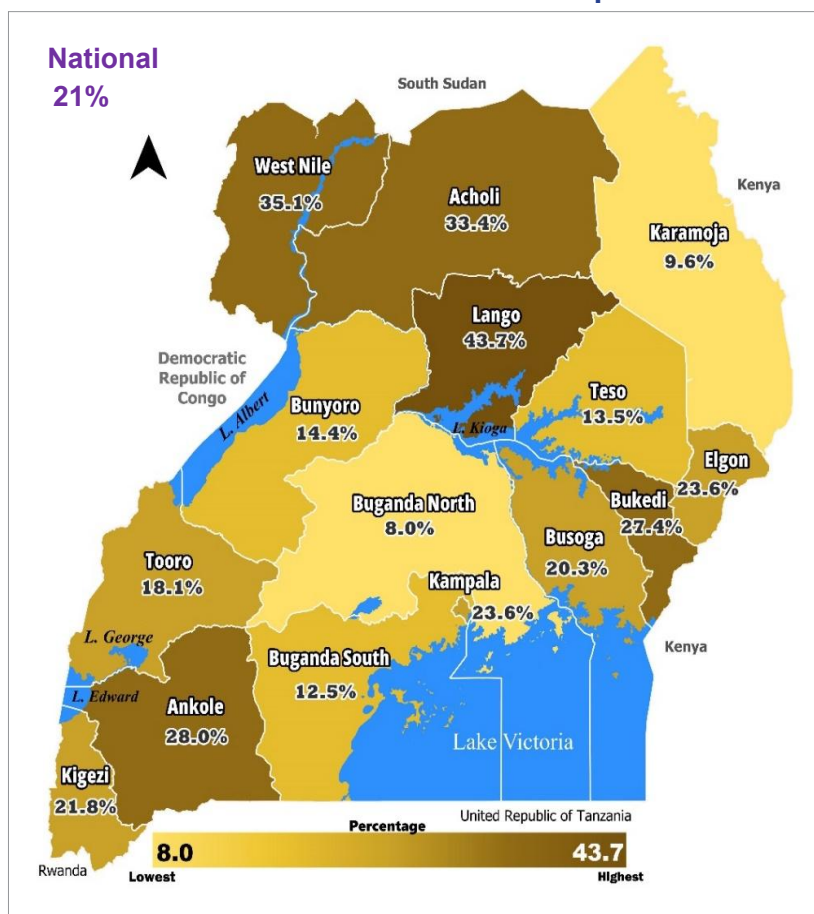 National
21%
South Sudan
West Nile
35.1%
Acholi
33.4%
Kenya
Karamoja
9.6%
Lango
43.7%
Democratic
Republic of
Congo
L. Albert
Bunyoro
14.4%
Teso
13.5%
L. Kioga
Elgon
23.6%
Bukedi
27.4%
Buganda North
8.0%
Busoga
20.3%
Tooro
18.1%
Kampala
23.6%
L. George
Kenya
Buganda South
12.5%
L. Edward
Ankole
28.0%
Lake Victoria
Kigezi
21.8%
United Republic of Tanzania
Percentage
8.0
43.7
Lowest
Highest
Rwanda